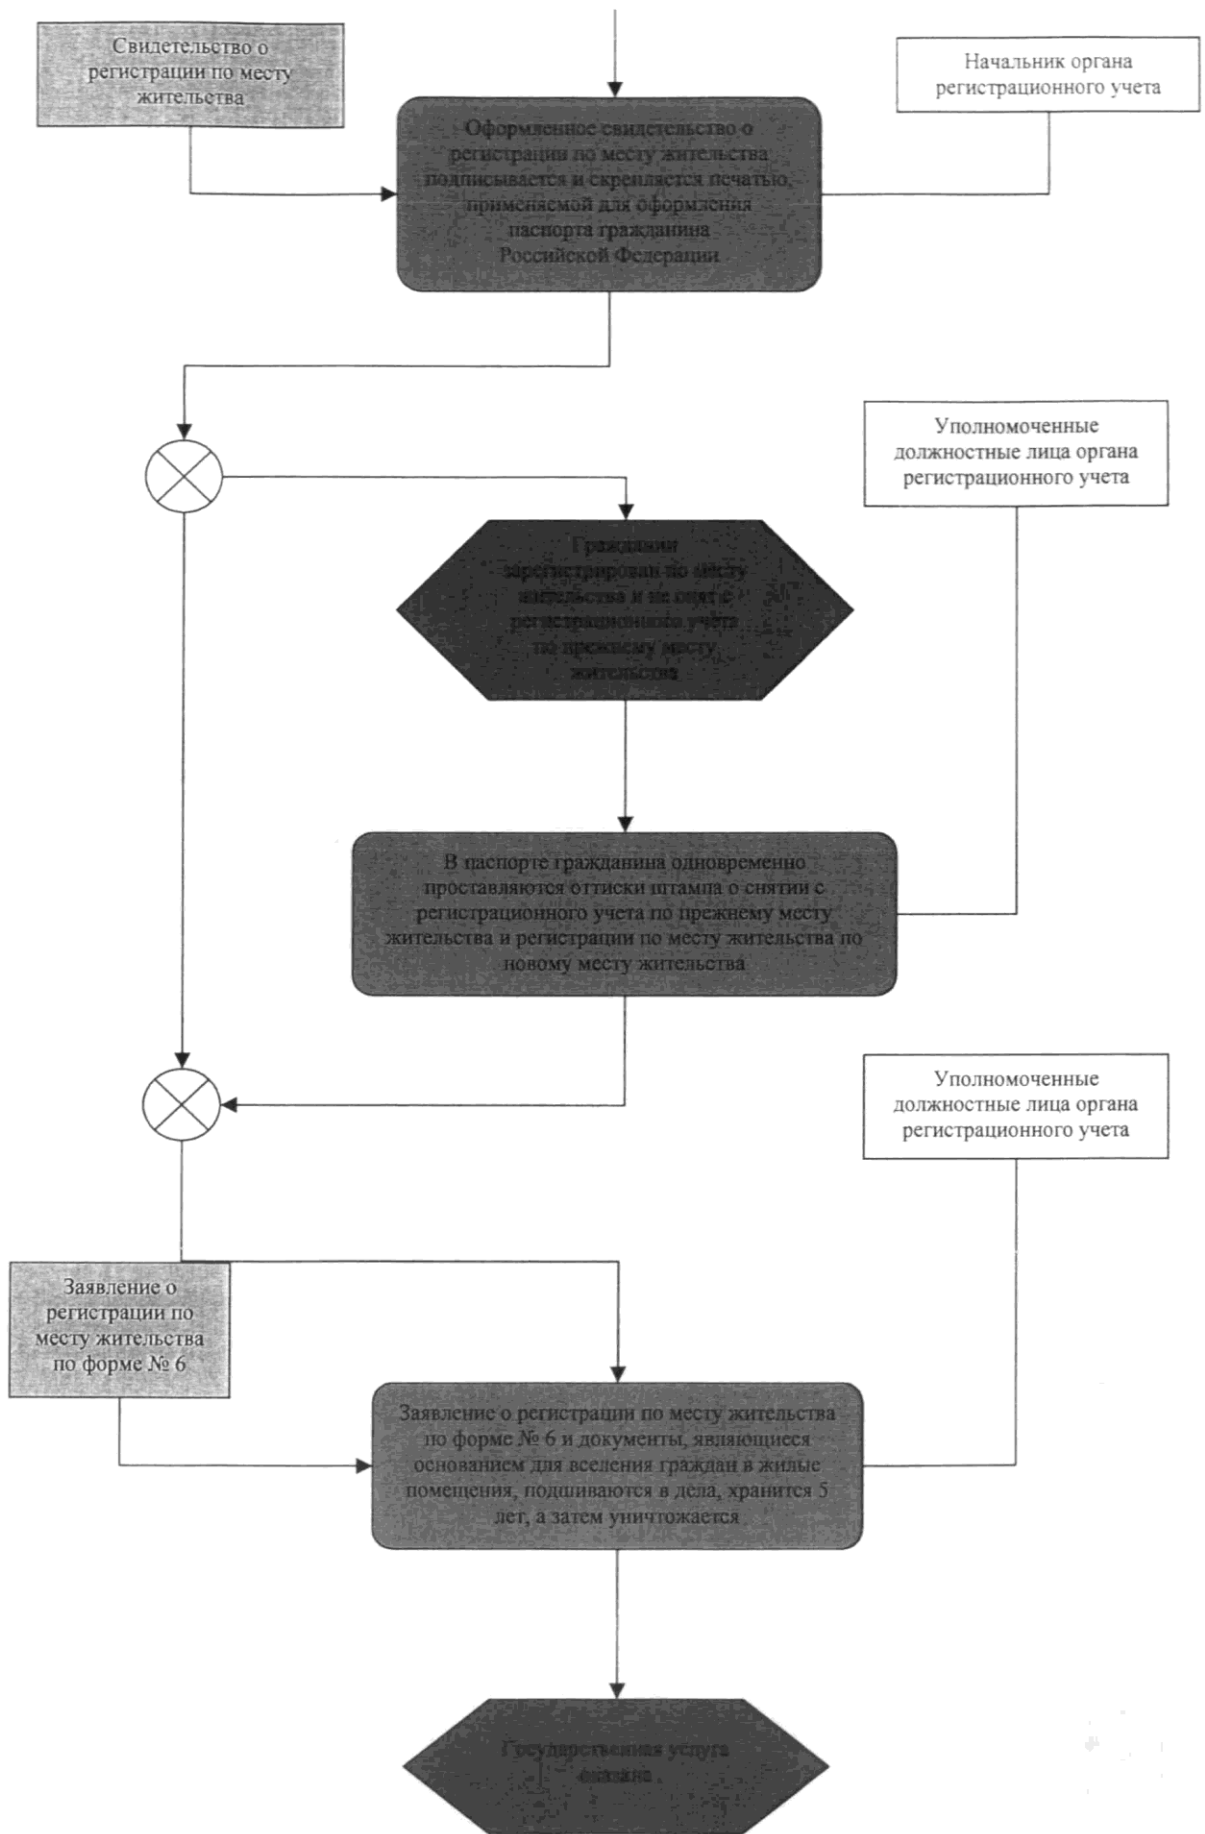 Свидетельство о
регистрации по месту
жительства
Начальник органа
регистрационного учета
Оформленное свидетельство о
регистрации по месту жительства
подписывается и скрепляется печатью,
применяемой для оформления
паспорта гражданина
Российской Федерации
Уполномоченные
должностные лица органа
регистрационного учета
Гражданин
зарегистрирован по месту
жительства и не снят с
регистрационного учета
по прежнему месту
жительства
В паспорте гражданина одновременно
проставляются оттиски штампа о снятии с
регистрационного учета по прежнему месту
жительства и регистрации по месту жительства по
новому месту жительства
Уполномоченные
должностные лица органа
регистрационного учета
Заявление о
регистрации по
месту жительства
по форме № 6
Заявление о регистрации по месту жительства
по форме № 6 и документы, являющиеся
основанием для вселения граждан в жилые
помещения, подшиваются в дела, хранится 5
лет, а затем уничтожается
Государственная услуга
оказана